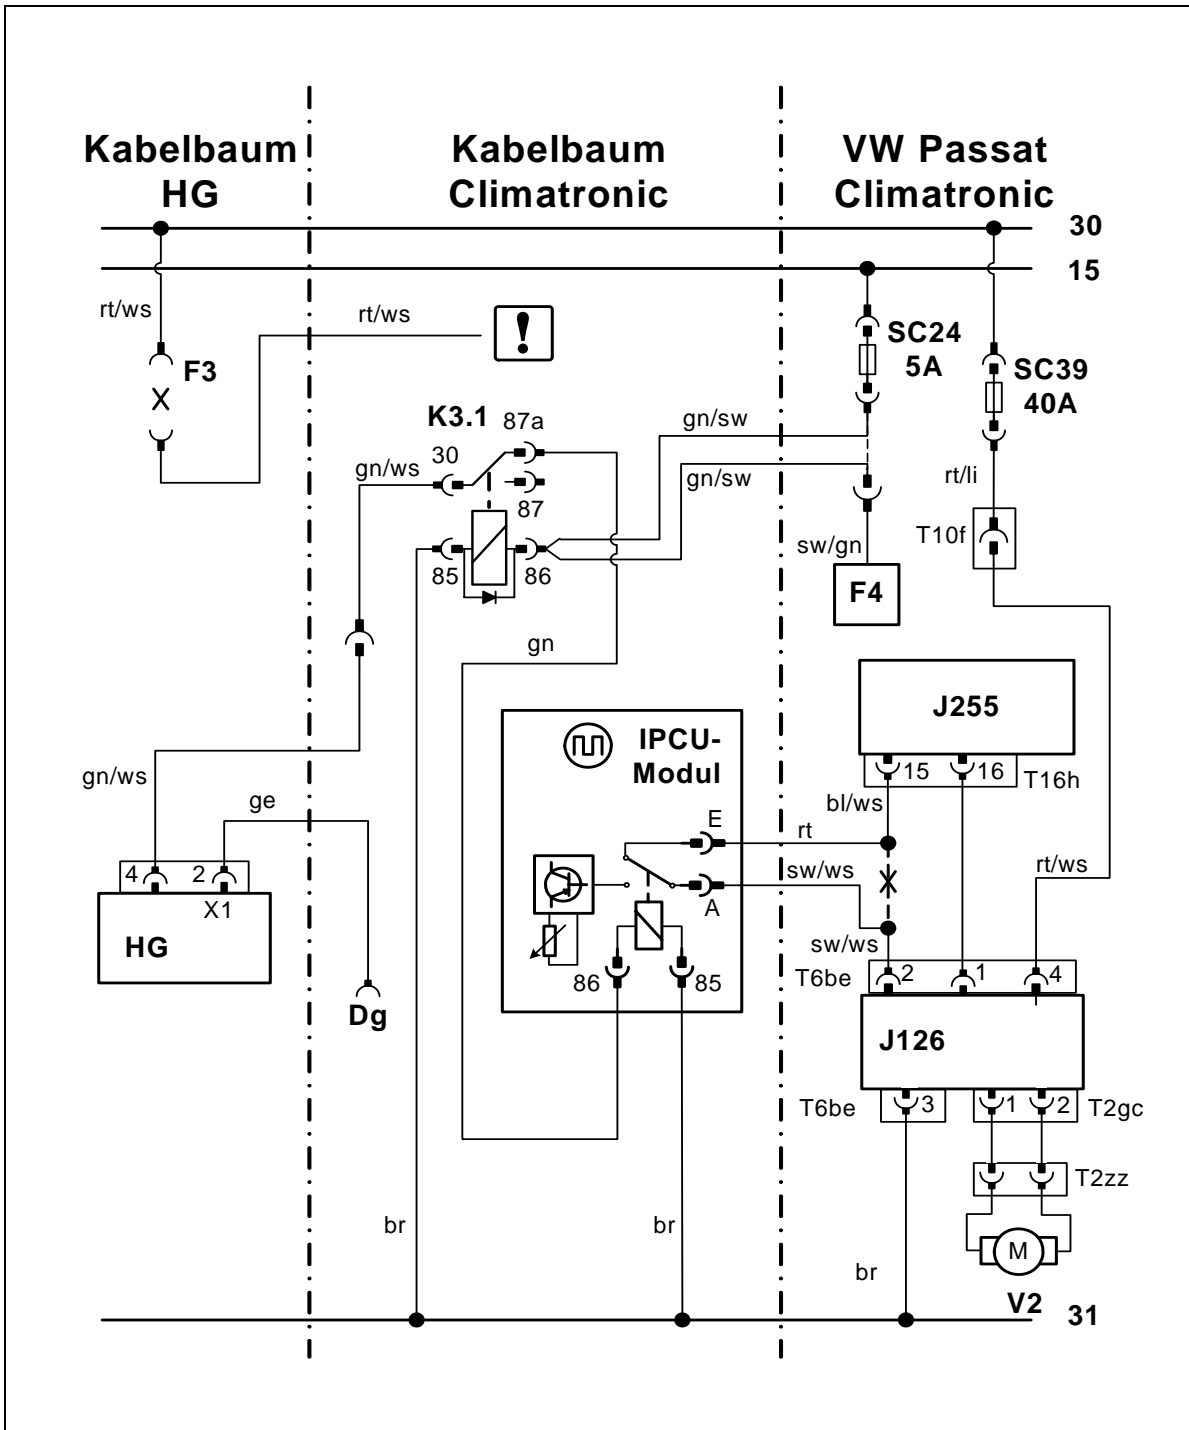 Kabelbaum
HG
Kabelbaum
Climatronic
VW Passat
Climatronic
30
15
rt/ws
rt/ws
!
F3
SC24
5A
SC39
40A
K3.1
87a
gn/sw
30
gn/ws
gn/sw
rt/li
87
T10f
sw/gn
85
86
F4
gn
J255
IPCU-
Modul
15
16
T16h
gn/ws
bl/ws
ge
E
rt
rt/ws
4
2
sw/ws
X1
A
HG
sw/ws
86
85
T6be
2
1
4
Dg
J126
T6be
3
1
2
T2gc
T2zz
br
br
M
br
V2
31